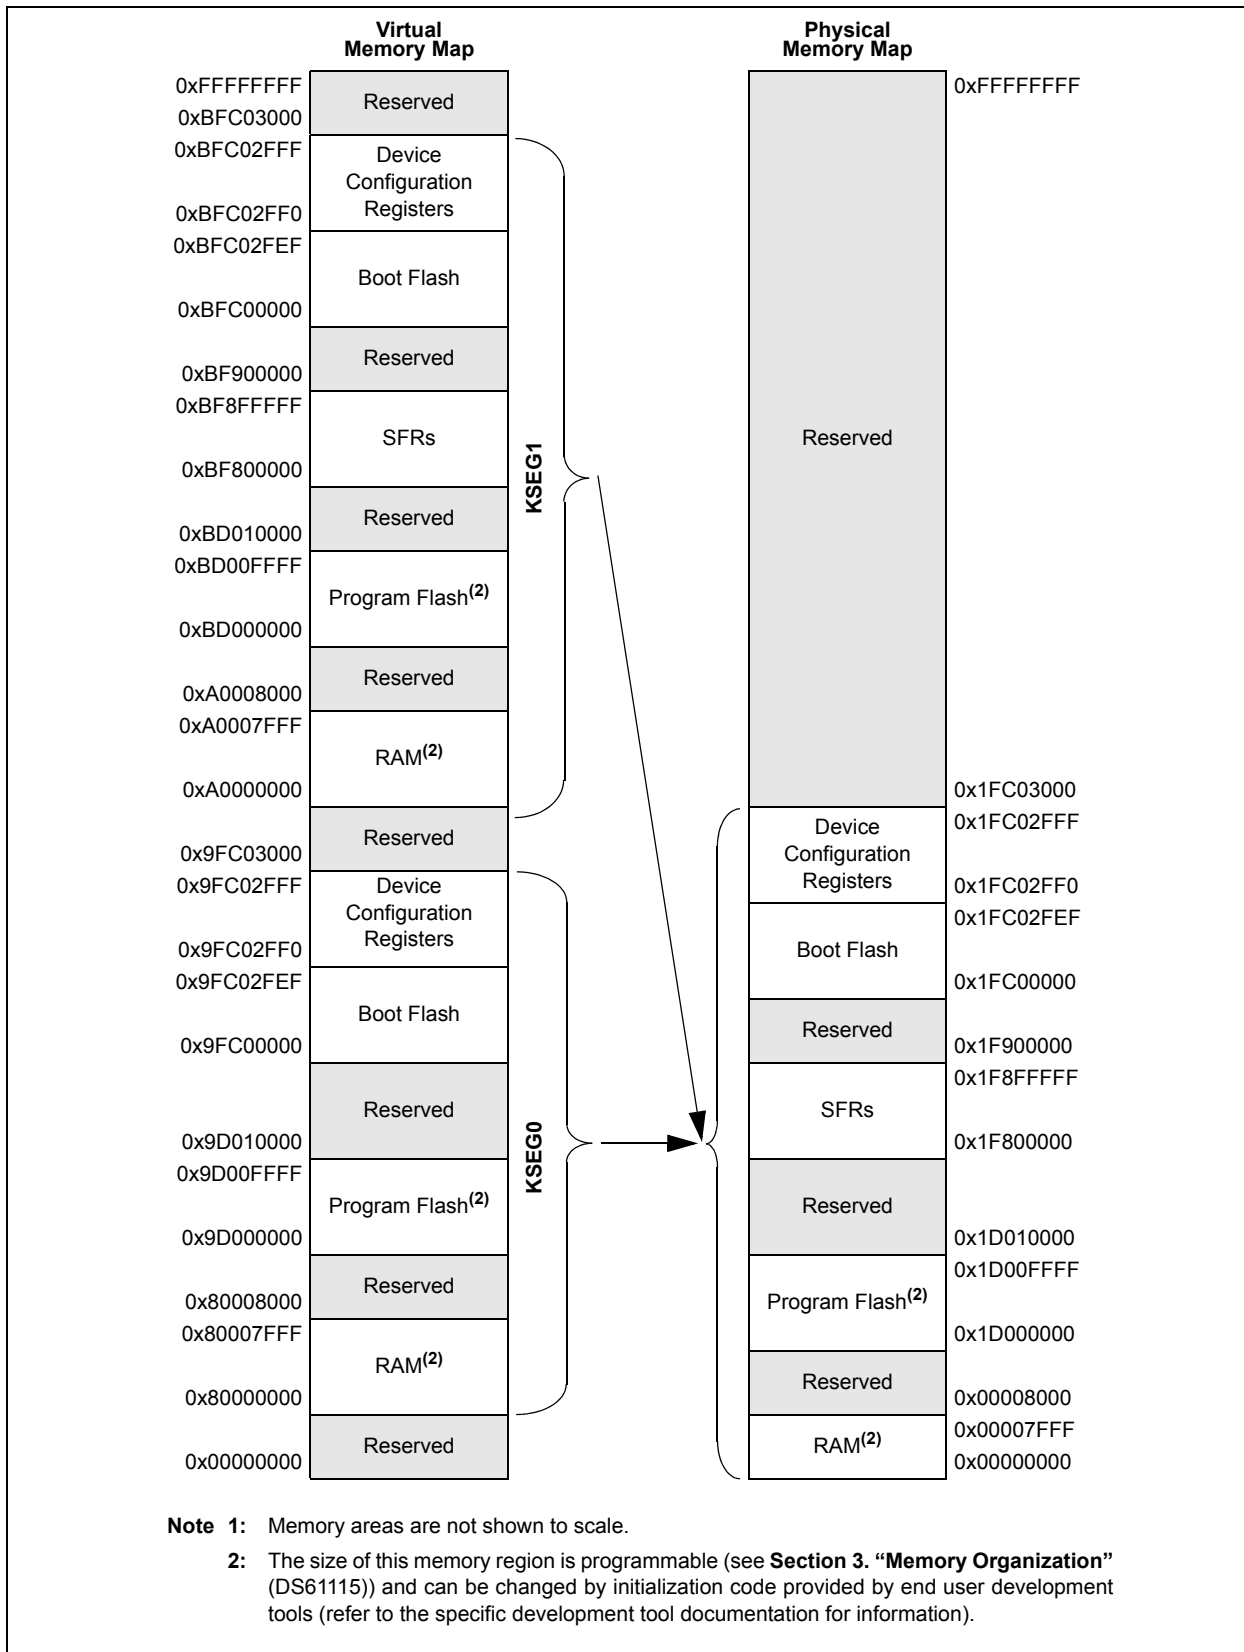 Virtual
Memory Map
0xFFFFFFFF
Reserved
0xBFC03000
0xBFC02FFF
Device
Configuration
Registers
0xBFC02FF0
0xBFC02FEF
Boot Flash
0xBFC00000
Reserved
0xBF900000
0xBF8FFFFF
SFRs
0xBF800000
Reserved
0xBD010000
0xBD00FFFF
Program Flash(2)
0xBD000000
Reserved
0xA0008000
0xA0007FFF
RAM(2)
0xA0000000
KSEG1
Reserved
0x9FC03000
0x9FC02FFF
Device
Configuration
Registers
0x9FC02FF0
0x9FC02FEF
Boot Flash
0x9FC00000
Reserved
0x9D010000
0x9D00FFFF
Program Flash(2)
0x9D000000
Reserved
0x80008000
0x80007FFF
RAM(2)
0x80000000
KSEG0
Reserved
0x00000000
Physical
Memory Map
0xFFFFFFFF
Reserved
0x1FC03000
0x1FC02FFF
Device
Configuration
Registers
0x1FC02FF0
0x1FC02FEF
Boot Flash
0x1FC00000
Reserved
0x1F900000
0x1F8FFFFF
SFRs
0x1F800000
Reserved
0x1D010000
0x1D00FFFF
Program Flash(2)
0x1D000000
Reserved
0x00008000
0x00007FFF
RAM(2)
0x00000000
Note 1: Memory areas are not shown to scale.
2: The size of this memory region is programmable (see Section 3. “Memory Organization”
(DS61115)) and can be changed by initialization code provided by end user development
tools (refer to the specific development tool documentation for information).